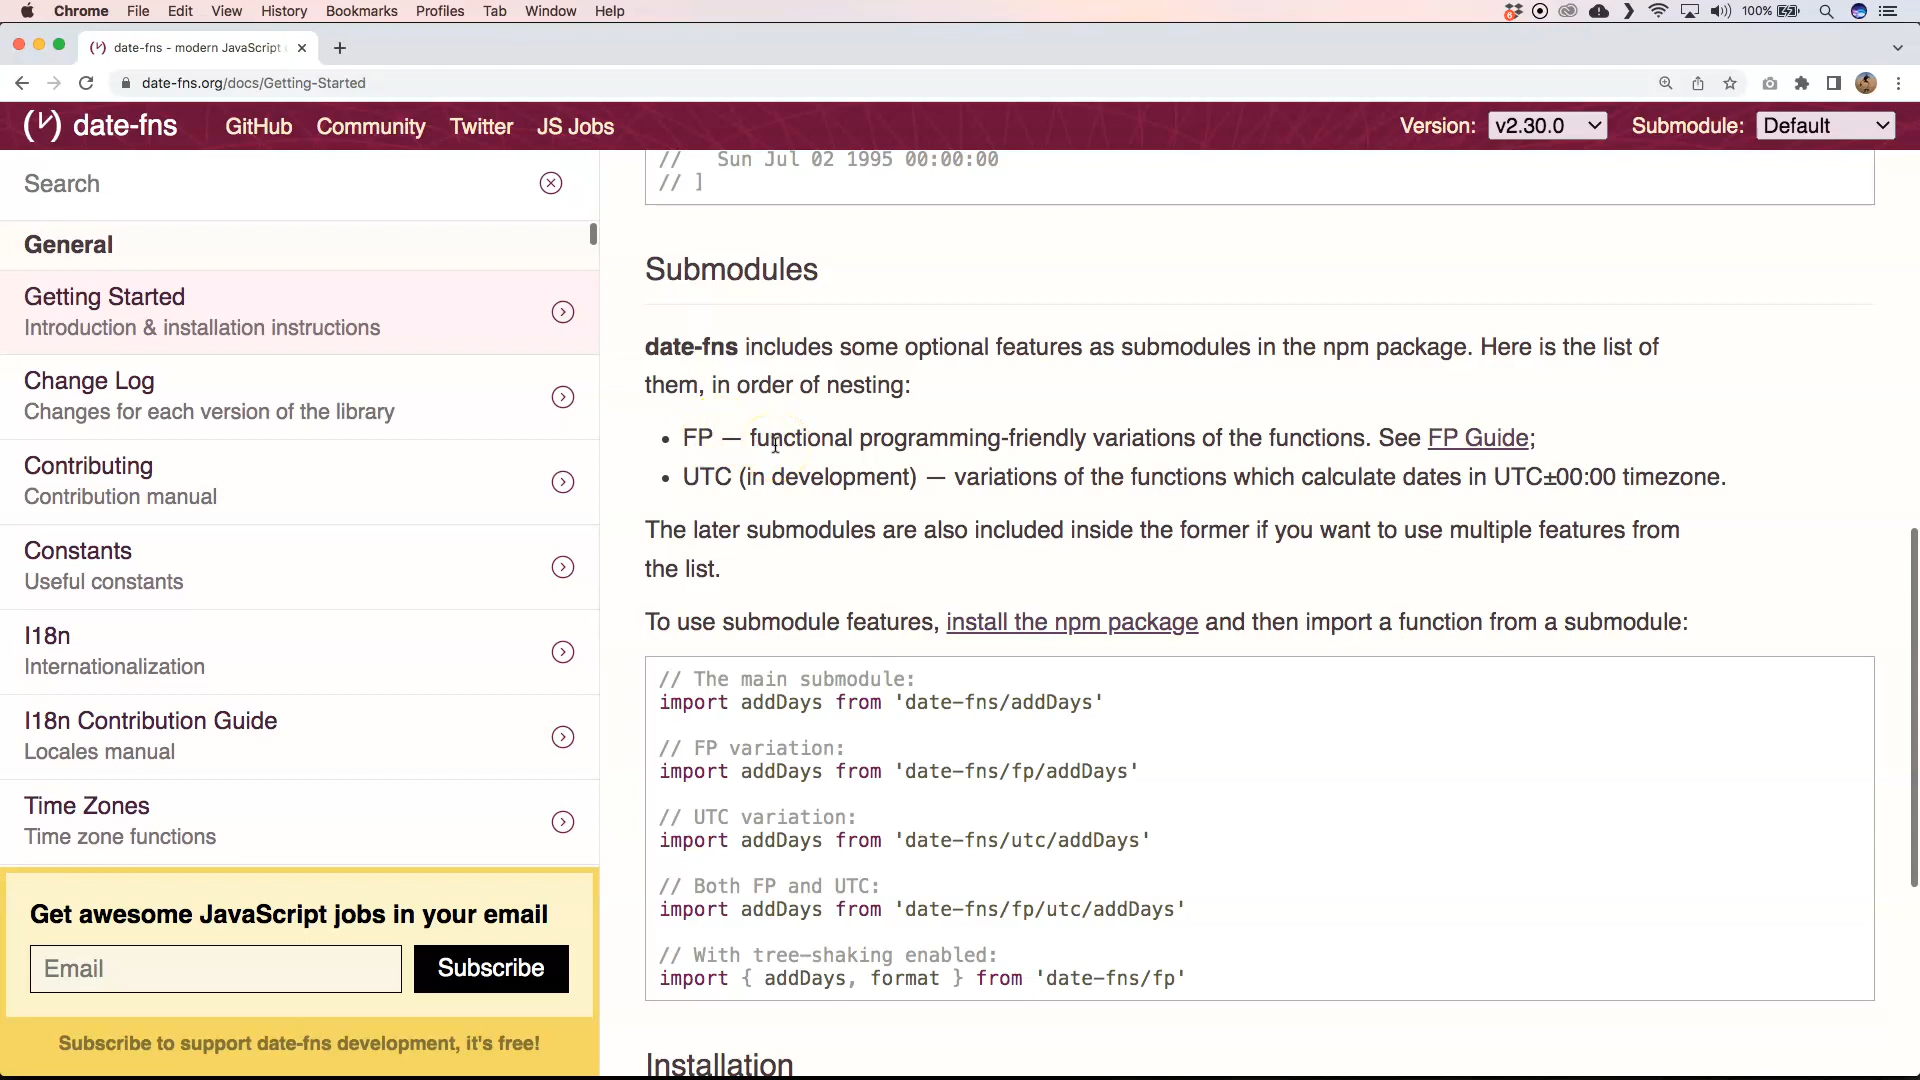 Chrome File Edit View History Bookmarks Profiles Tab Window Help
6 100%
date-fns - modern JavaScript
date-fns.org/docs/Getting-Started
date-fns GitHub Community Twitter JS Jobs Version: v2.30.0 Submodule: Default
Search
General
Getting Started
Introduction & installation instructions
Change Log
Changes for each version of the library
Contributing
Contribution manual
Constants
Useful constants
I18n
Internationalization
I18n Contribution Guide
Locales manual
Time Zones
Time zone functions
Get awesome JavaScript jobs in your email
Email Subscribe
Subscribe to support date-fns development, it's free!
//   Sun Jul 02 1995 00:00:00
// ]
Submodules
date-fns includes some optional features as submodules in the npm package. Here is the list of
them, in order of nesting:
• FP — functional programming-friendly variations of the functions. See FP Guide;
• UTC (in development) — variations of the functions which calculate dates in UTC±00:00 timezone.
The later submodules are also included inside the former if you want to use multiple features from
the list.
To use submodule features, install the npm package and then import a function from a submodule:
// The main submodule:
import addDays from 'date-fns/addDays'
// FP variation:
import addDays from 'date-fns/fp/addDays'
// UTC variation:
import addDays from 'date-fns/utc/addDays'
// Both FP and UTC:
import addDays from 'date-fns/fp/utc/addDays'
// With tree-shaking enabled:
import { addDays, format } from 'date-fns/fp'
Installation